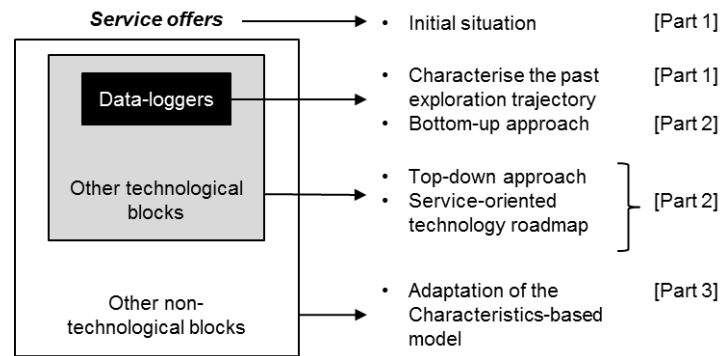 Service offers
• Initial situation [Part 1]
Data-loggers
• Characterise the past [Part 1]
exploration trajectory
• Bottom-up approach [Part 2]
Other technological
blocks
• Top-down approach
• Service-oriented [Part 2]
technology roadmap
Other non-
technological blocks
• Adaptation of the [Part 3]
Characteristics-based
model